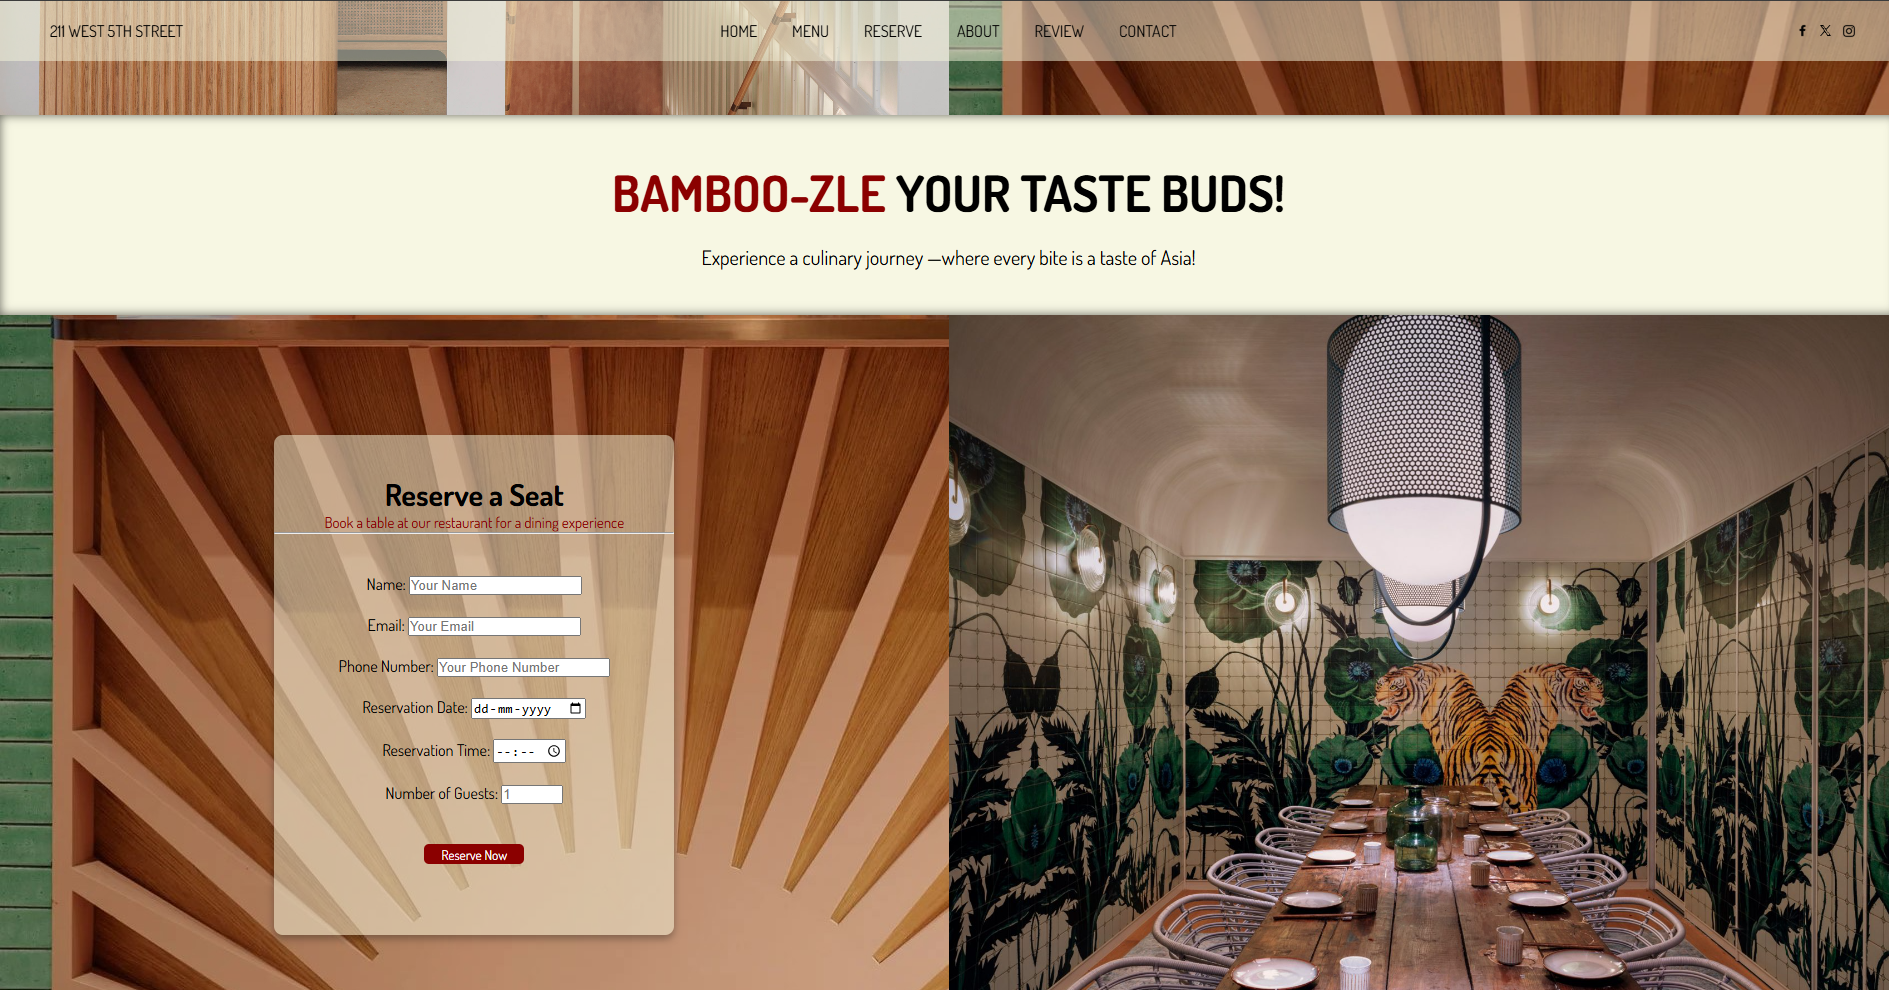 211 WEST 5TH STREET HOME MENU RESERVE ABOUT REVIEW CONTACT
BAMBOO-ZLE YOUR TASTE BUDS!
Experience a culinary journey —where every bite is a taste of Asia!
Reserve a Seat
Book a table at our restaurant for a dining experience
Name: Your Name
Email: Your Email
Phone Number: Your Phone Number
Reservation Date: dd-mm-yyyy
Reservation Time: --:--
Number of Guests: 1
Reserve Now